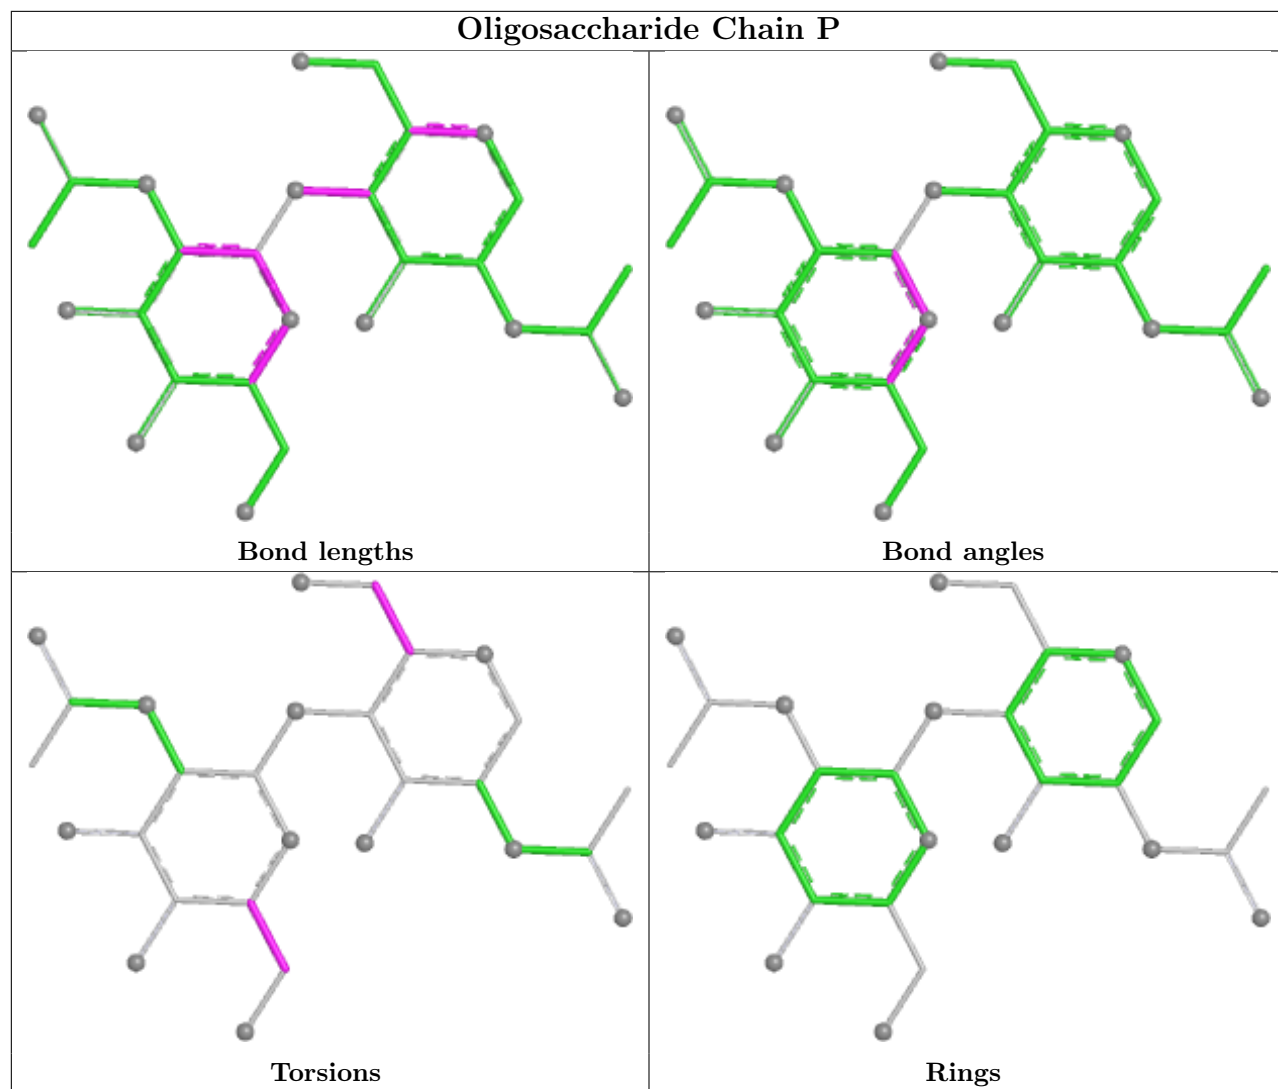 Oligosaccharide Chain P
Bond lengths
Bond angles
Torsions
Rings